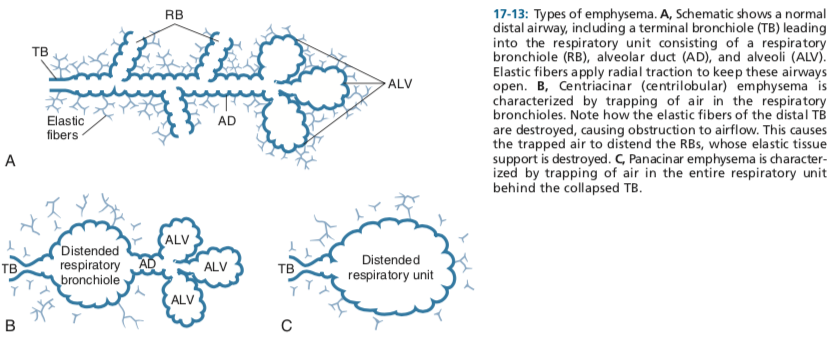 RB
TB
ALV
Elastic
fibers
AD
A
Distended
respiratory
bronchiole
TB
AD
ALV
ALV
ALV
B
TB
Distended
respiratory unit
C
17-13: Types of emphysema. A, Schematic shows a normal
distal airway, including a terminal bronchiole (TB) leading
into the respiratory unit consisting of a respiratory
bronchiole (RB), alveolar duct (AD), and alveoli (ALV).
Elastic fibers apply radial traction to keep these airways
open. B, Centriacinar (centrilobular) emphysema is
characterized by trapping of air in the respiratory
bronchioles. Note how the elastic fibers of the distal TB
are destroyed, causing obstruction to airflow. This causes
the trapped air to distend the RBs, whose elastic tissue
support is destroyed. C, Panacinar emphysema is character-
ized by trapping of air in the entire respiratory unit
behind the collapsed TB.